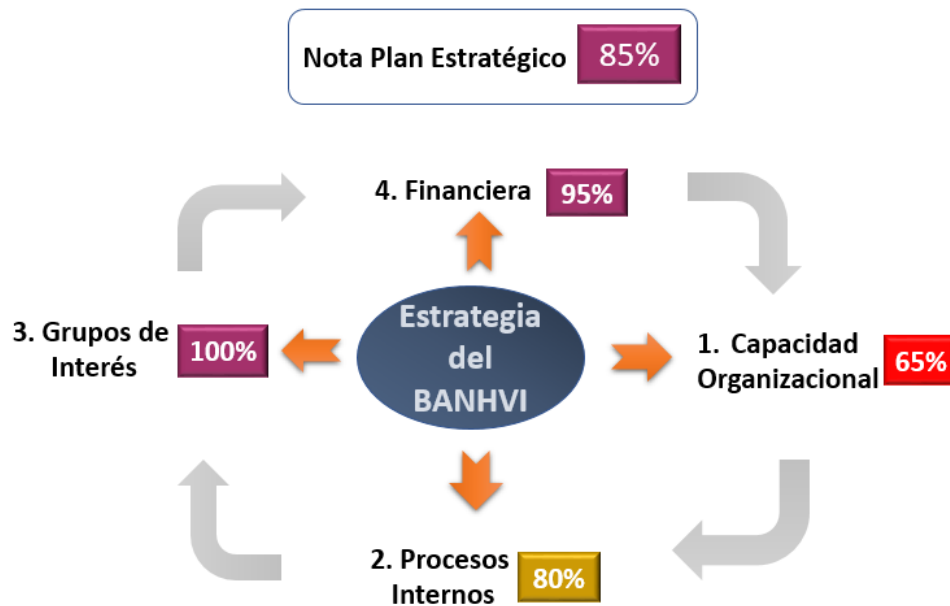 Nota Plan Estratégico 85%
4. Financiera 95%
3. Grupos de
Interés 100%
Estrategia
del
BANHVI
1. Capacidad
Organizacional 65%
2. Procesos
Internos 80%